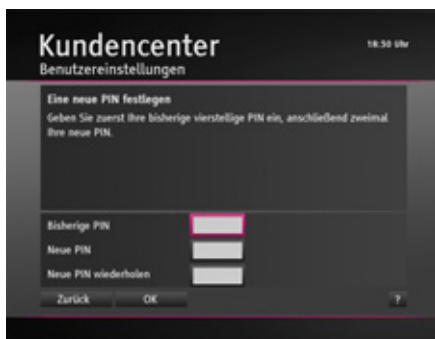 Kundencenter
18:30 Uhr
Benutzereinstellungen
Eine neue PIN festlegen
Geben Sie zuerst Ihre bisherige vierstellige PIN ein, anschließend zweimal
Ihre neue PIN.
Bisherige PIN
Neue PIN
Neue PIN wiederholen
Zurück OK ?